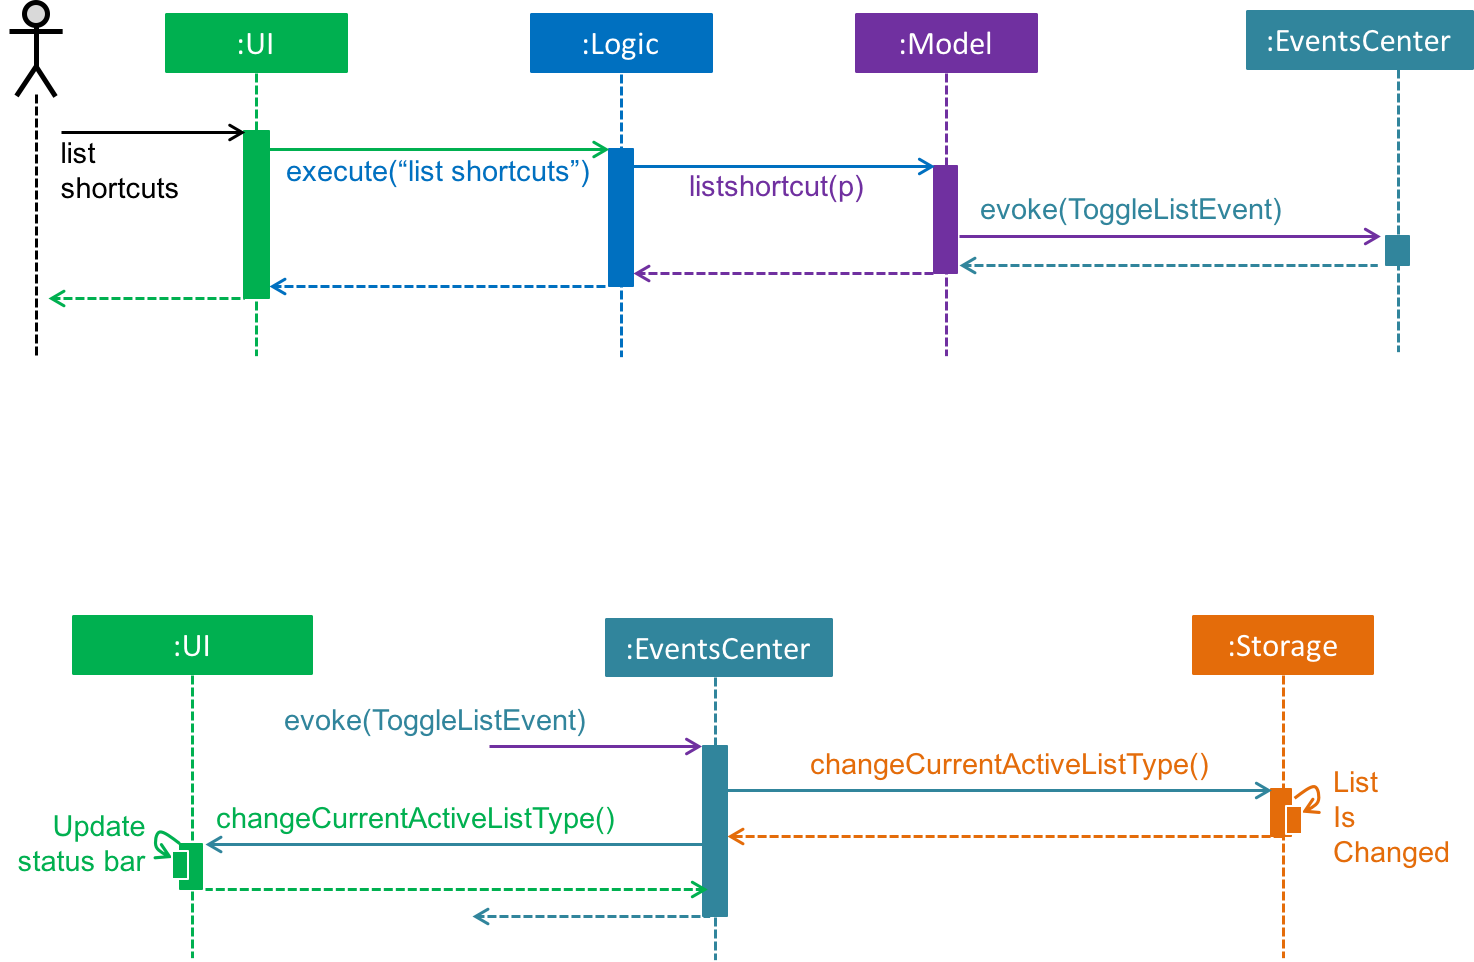 :UI
:Logic
:Model
:EventsCenter
list
shortcuts
execute(“list shortcuts”)
listshortcut(p)
evoke(ToggleListEvent)
:UI
:EventsCenter
:Storage
evoke(ToggleListEvent)
changeCurrentActiveListType()
List
Is
Changed
changeCurrentActiveListType()
Update
status bar